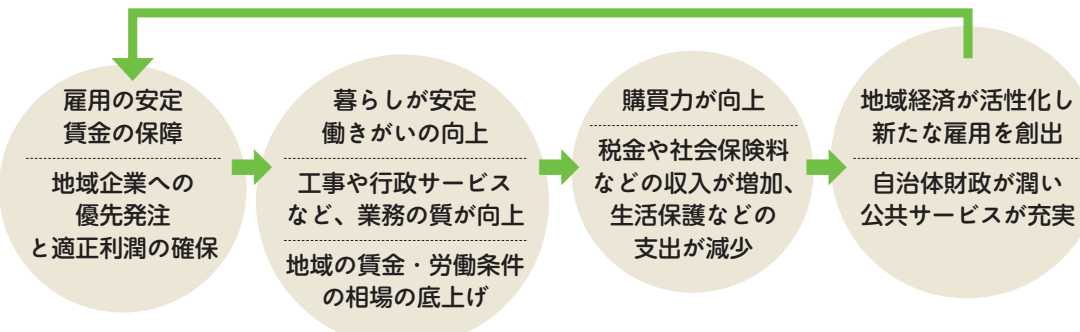 雇用の安定
賃金の保障
地域企業への
優先発注
と適正利潤の確保
暮らしが安定
働きがいの向上
工事や行政サービス
など、業務の質が向上
地域の賃金・労働条件
の相場の底上げ
購買力が向上
税金や社会保険料
などの収入が増加、
生活保護などの
支出が減少
地域経済が活性化し
新たな雇用を創出
自治体財政が潤い
公共サービスが充実